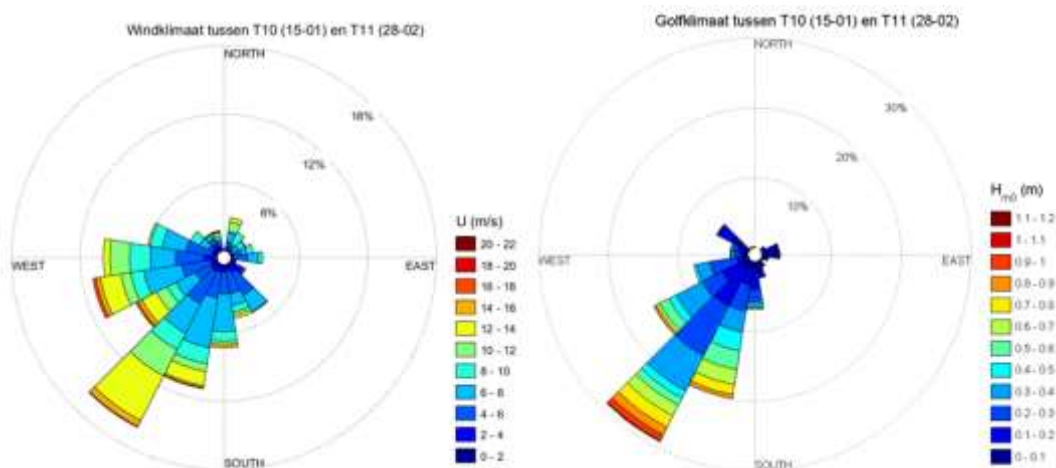 Windklimaat tussen T10 (15-01) en T11 (28-02)
NORTH
18%
12%
6%
WEST
EAST
SOUTH
U (m/s)
20 - 22
18 - 20
16 - 18
14 - 16
12 - 14
10 - 12
8 - 10
6 - 8
4 - 6
2 - 4
0 - 2
Golfklimaat tussen T10 (15-01) en T11 (28-02)
NORTH
30%
20%
10%
WEST
EAST
SOUTH
Hm0 (m)
1.1 - 1.2
1 - 1.1
0.9 - 1
0.8 - 0.9
0.7 - 0.8
0.6 - 0.7
0.5 - 0.6
0.4 - 0.5
0.3 - 0.4
0.2 - 0.3
0.1 - 0.2
0 - 0.1